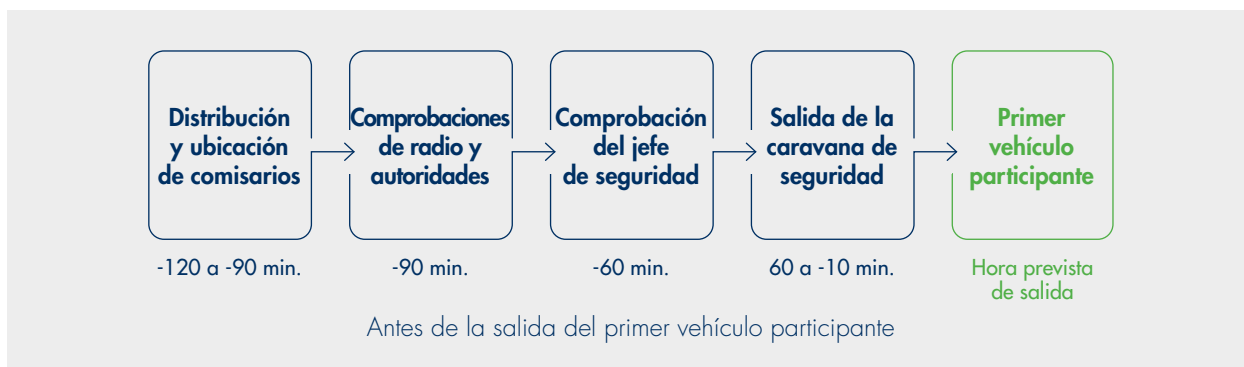 Distribución
y ubicación
de comisarios
Comprobaciones
de radio y
autoridades
Comprobación
del jefe
de seguridad
Salida de la
caravana de
seguridad
Primer
vehículo
participante
-120 a -90 min.
-90 min.
-60 min.
60 a -10 min.
Hora prevista
de salida
Antes de la salida del primer vehículo participante